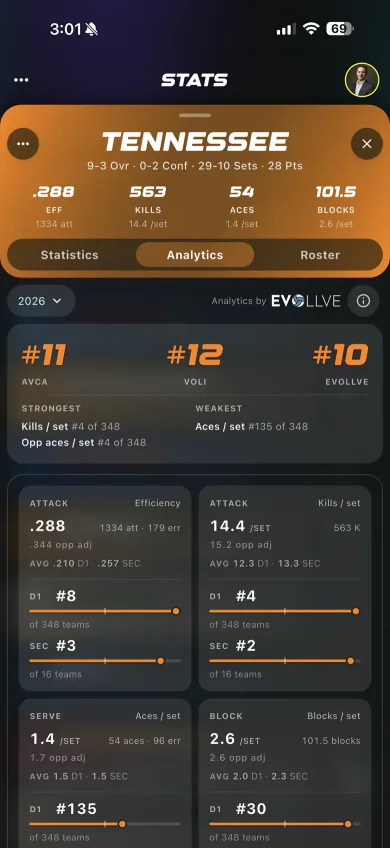 3:01
69
STATS
TENNESSEE
9-3 Ovr · 0-2 Conf · 29-10 Sets · 28 Pts
.288 563 54 101.5
EFF KILLS ACES BLOCKS
1334 att 14.4 /set 1.4 /set 2.6 /set
Statistics Analytics Roster
2026 Analytics by EVOLLVE
#11 #12 #10
AVCA VOLI EVOLLVE
STRONGEST WEAKEST
Kills / set #4 of 348 Aces / set #135 of 348
Opp aces / set #4 of 348
ATTACK Efficiency
.288 1334 att · 179 err
.344 opp adj
AVG .210 D1 · .257 SEC
D1 #8
of 348 teams
SEC #3
of 16 teams
ATTACK Kills / set
14.4 /SET 563 K
15.2 opp adj
AVG 12.3 D1 · 13.3 SEC
D1 #4
of 348 teams
SEC #2
of 16 teams
SERVE Aces / set
1.4 /SET 54 aces · 96 err
1.7 opp adj
AVG 1.5 D1 · 1.5 SEC
D1 #135
of 348 teams
BLOCK Blocks / set
2.6 /SET 101.5 blocks
2.6 opp adj
AVG 2.0 D1 · 2.3 SEC
D1 #30
of 348 teams